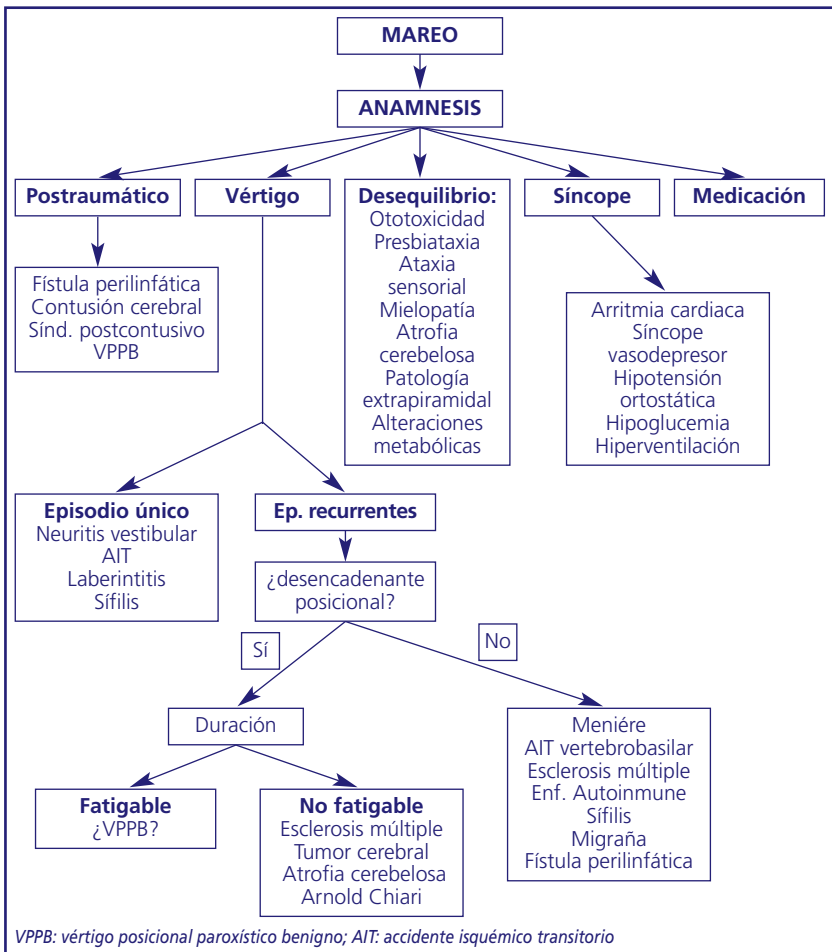 MAREO
ANAMNESIS
Postraumático
Vértigo
Desequilibrio:
Ototoxicidad
Presbiataxia
Ataxia
sensorial
Mielopatía
Atrofia
cerebelosa
Patología
extrapiramidal
Alteraciones
metabólicas
Síncope
Medicación
Fístula perilinfática
Contusión cerebral
Sínd. postcontusivo
VPPB
Arritmia cardiaca
Síncope
vasodepresor
Hipotensión
ortostática
Hipoglucemia
Hiperventilación
Episodio único
Neuritis vestibular
AIT
Laberintitis
Sífilis
Ep. recurrentes
¿desencadenante
posicional?
Sí
No
Duración
Meniére
AIT vertebrobasilar
Esclerosis múltiple
Enf. Autoinmune
Sífilis
Migraña
Fístula perilinfática
Fatigable
¿VPPB?
No fatigable
Esclerosis múltiple
Tumor cerebral
Atrofia cerebelosa
Arnold Chiari
VPPB: vértigo posicional paroxístico benigno; AIT: accidente isquémico transitorio